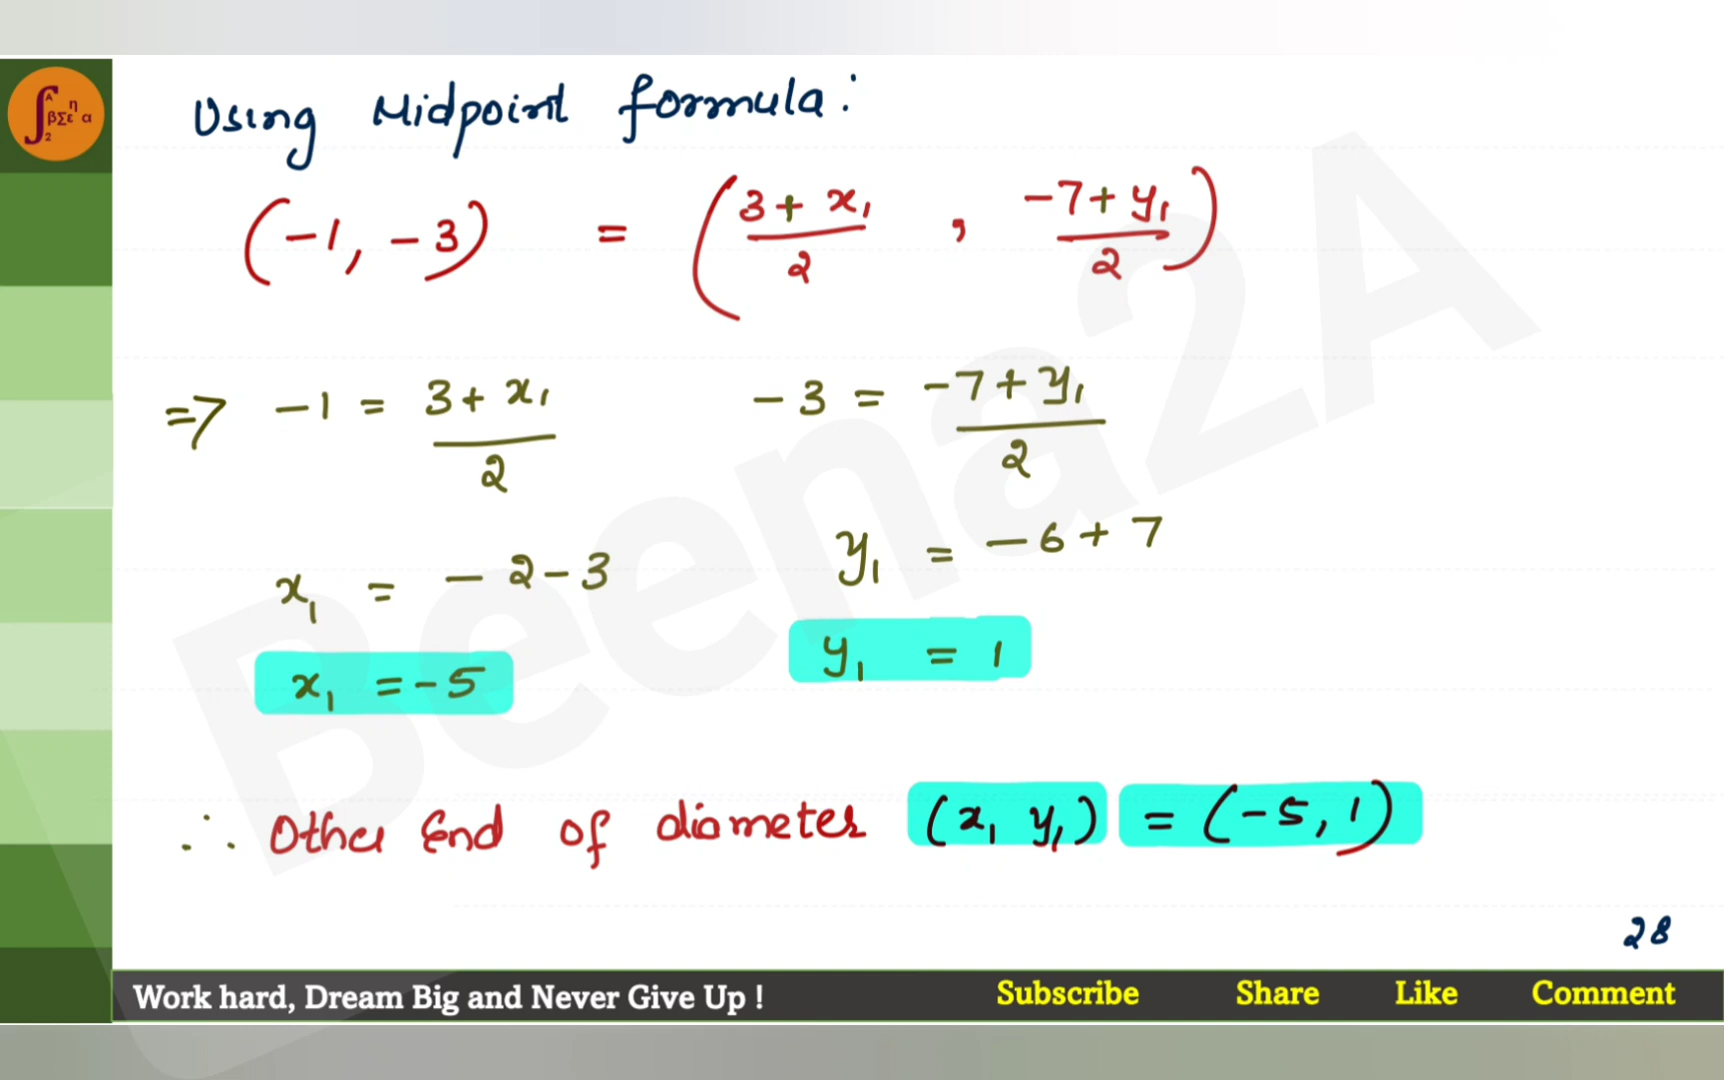 Using Midpoint formula:
(-1, -3) = (3 + x₁ / 2 , -7 + y₁ / 2)
=> -1 = 3 + x₁ / 2    -3 = -7 + y₁ / 2
x₁ = -2-3    y₁ = -6+7
x₁ = -5    y₁ = 1
∴ Other End of diameter (x₁ y₁) = (-5, 1)
28
Work hard, Dream Big and Never Give Up ! Subscribe Share Like Comment
Beena2A